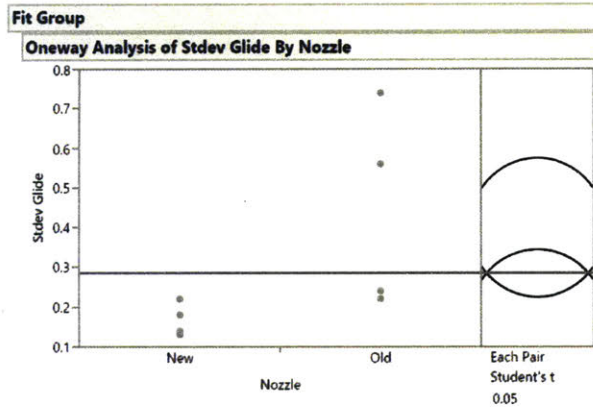 Fit Group
Oneway Analysis of Stdev Glide By Nozzle
0.8
0.7
0.6
0.5
0.4
0.3
0.2
0.1
Stdev Glide
New
Old
Nozzle
Each Pair
Student's t
0.05